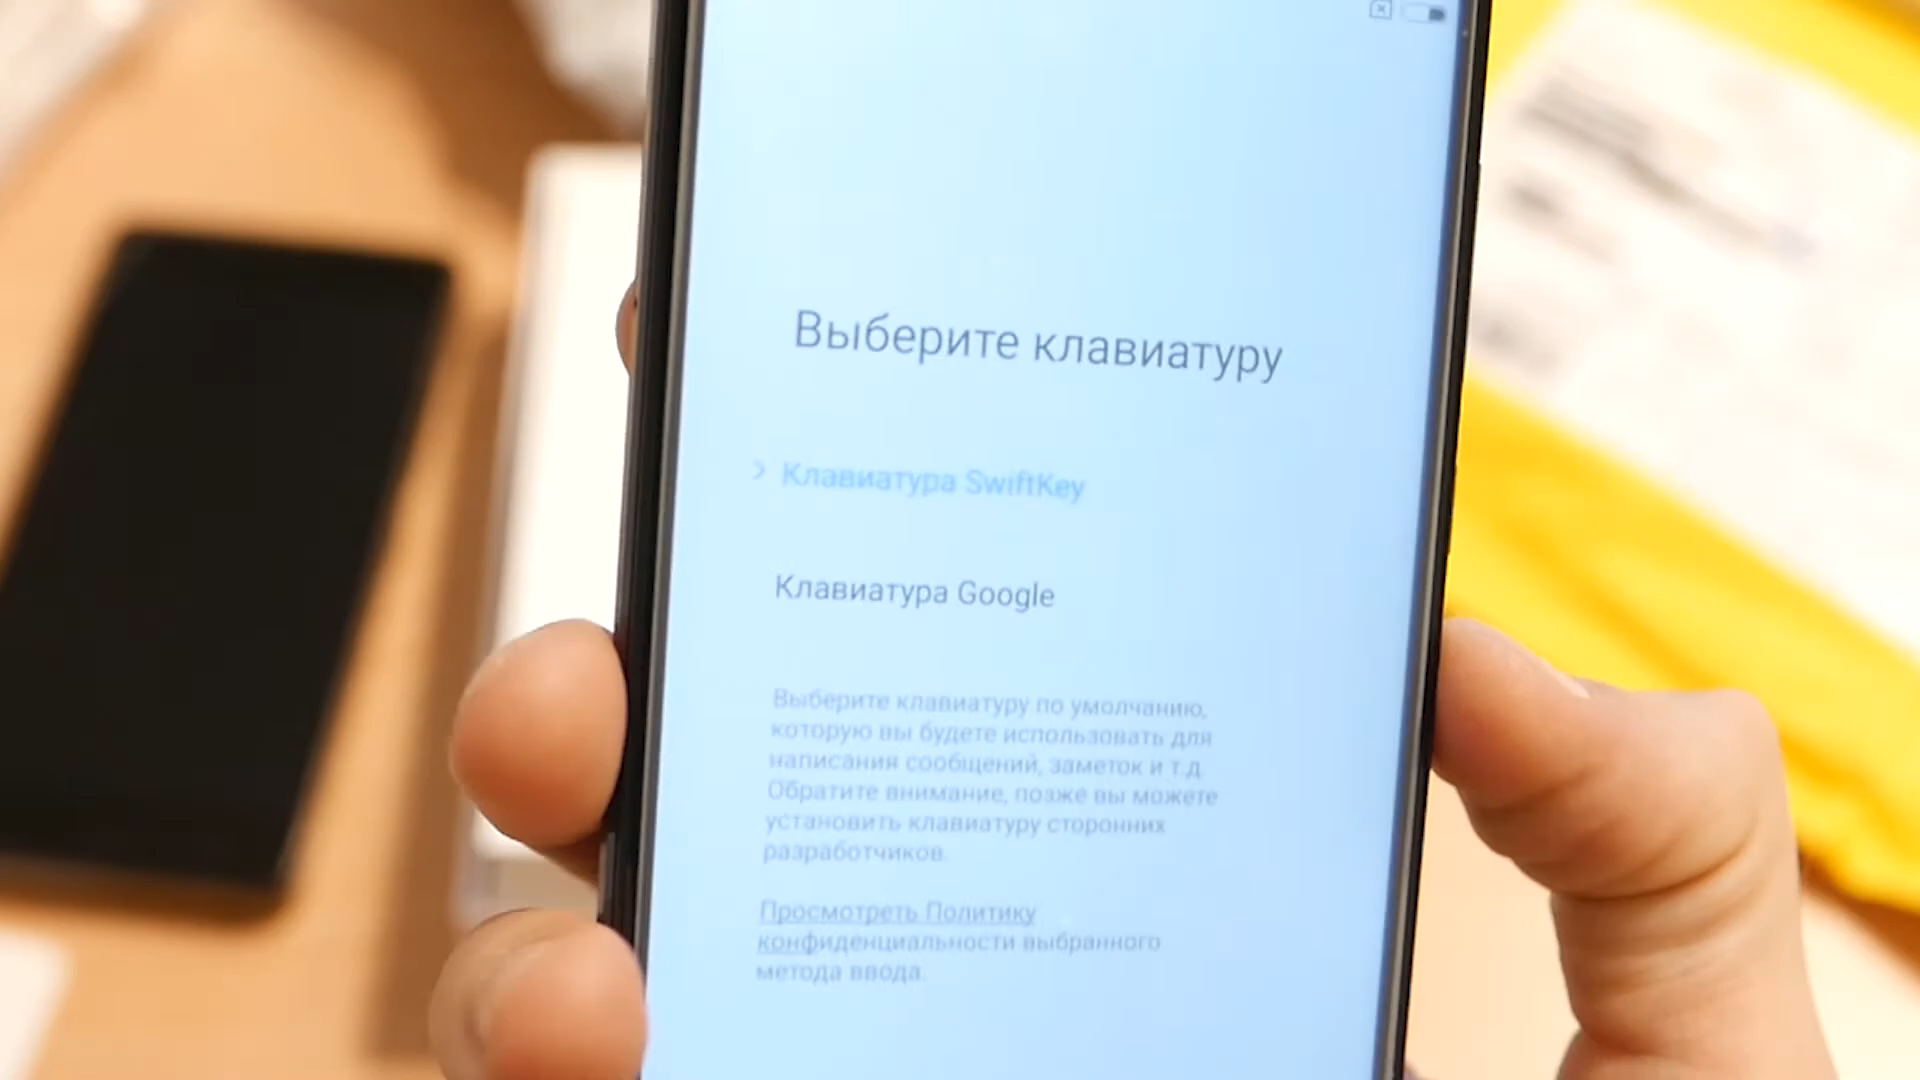 Выберите клавиатуру
Клавиатура SwiftKey
Клавиатура Google
Выберите клавиатуру по умолчанию,
которую вы будете использовать для
написания сообщений, заметок и т.д.
Обратите внимание, позже вы можете
установить клавиатуру сторонних
разработчиков.
Просмотреть Политику
конфиденциальности выбранного
метода ввода.